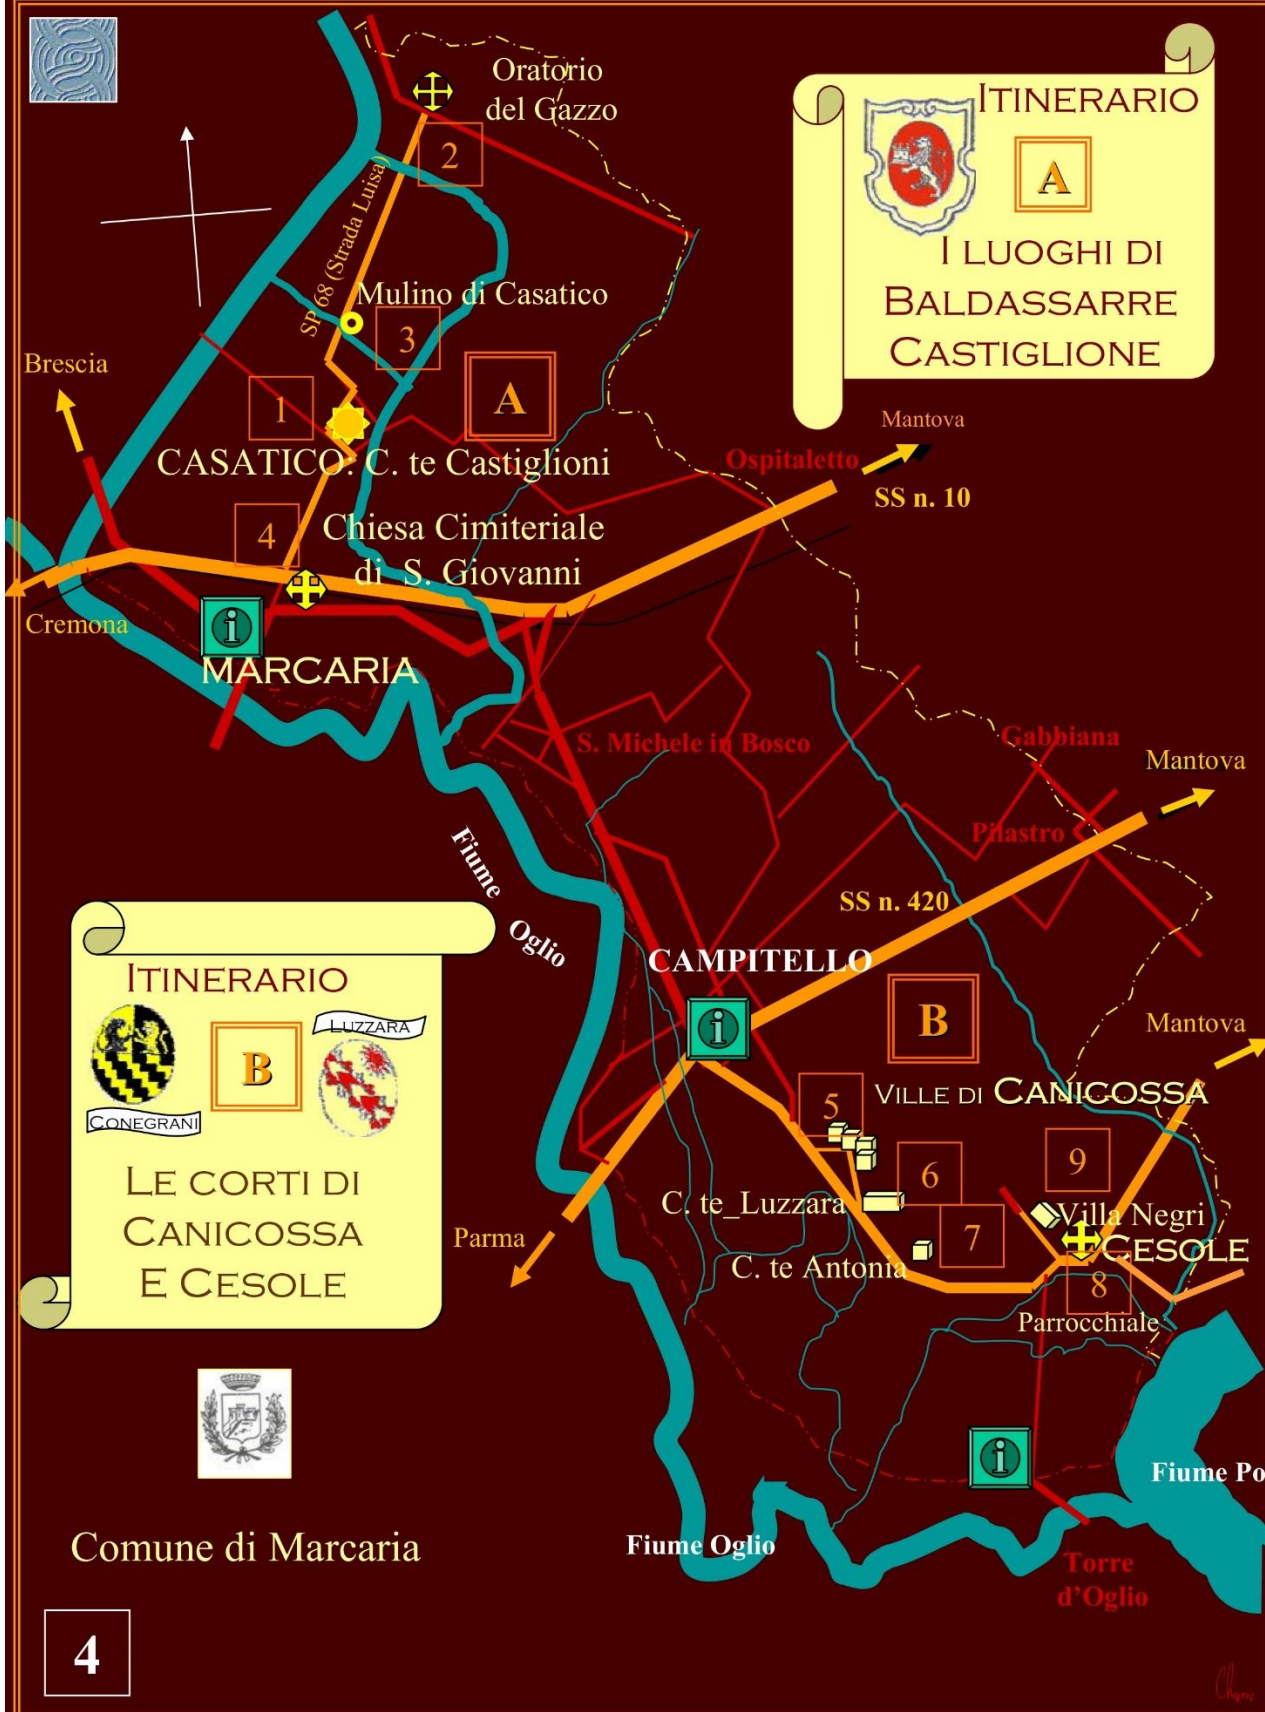 Oratorio
del Gazzo
2
SP 68 (Strada Luisa)
Mulino di Casatico
3
ITINERARIO
A
I LUOGHI DI
BALDASSARRE
CASTIGLIONE
Brescia
1
A
CASATICO: C. te Castiglioni
Ospitaletto
Mantova
SS n. 10
4
Chiesa Cimiteriale
di S. Giovanni
Cremona
i
MARCARIA
S. Michele in Bosco
Gabbiana
Mantova
Pilastro
Fiume Oglio
SS n. 420
CAMPITELLO
i
B
Mantova
ITINERARIO
LUZZARA
B
CONEGRANI
LE CORTI DI
CANICOSSA
E CESOLE
5
VILLE DI CANICOSSA
6
9
C. te_Luzzara
7
Villa Negri
Parma
CESOLE
C. te Antonia
8
Parrocchiale
i
Fiume Po
Fiume Oglio
Torre
d'Oglio
Comune di Marcaria
4